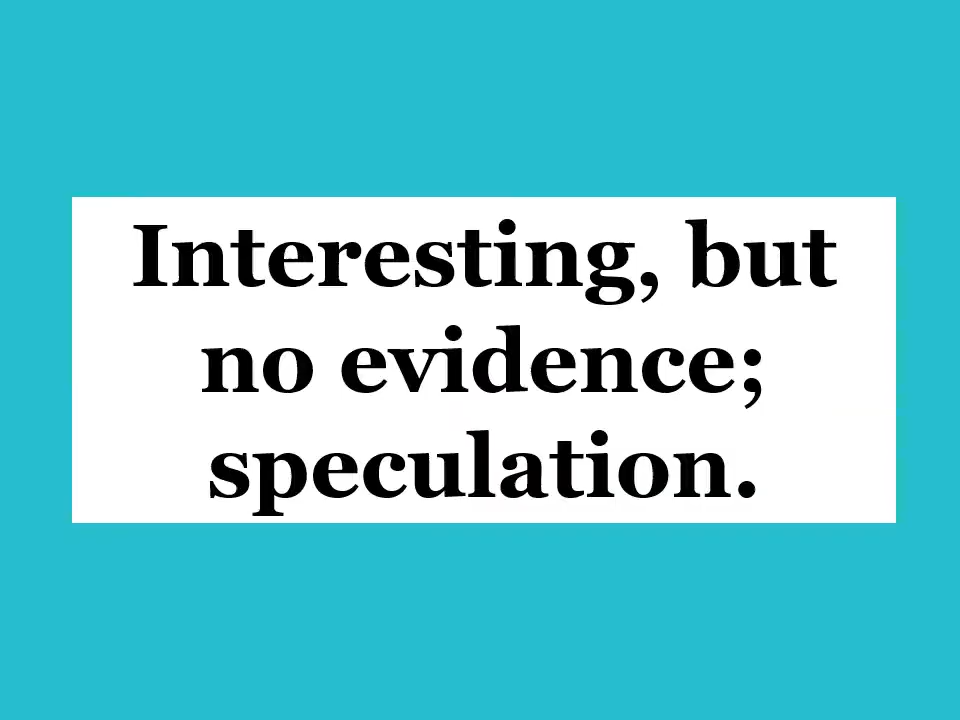 Interesting, but
no evidence;
speculation.